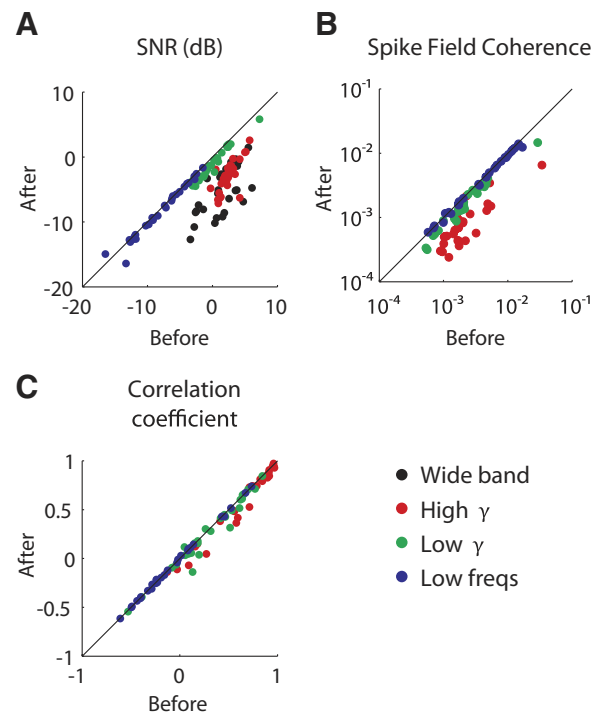 A
SNR (dB)
10
0
-10
-20
After
-20
-10
0
10
Before
B
Spike Field Coherence
10⁻¹
10⁻²
10⁻³
10⁻⁴
After
10⁻⁴
10⁻³
10⁻²
10⁻¹
Before
C
Correlation
coefficient
1
0.5
0
-0.5
-1
After
-1
0
1
Before
Wide band
High γ
Low γ
Low freqs